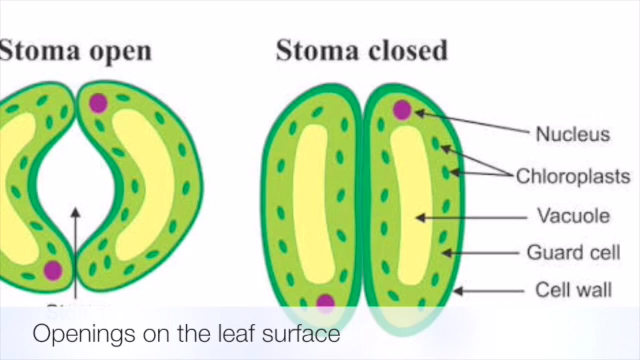 Stoma open
Stoma closed
Nucleus
Chloroplasts
Vacuole
Guard cell
Cell wall
Openings on the leaf surface